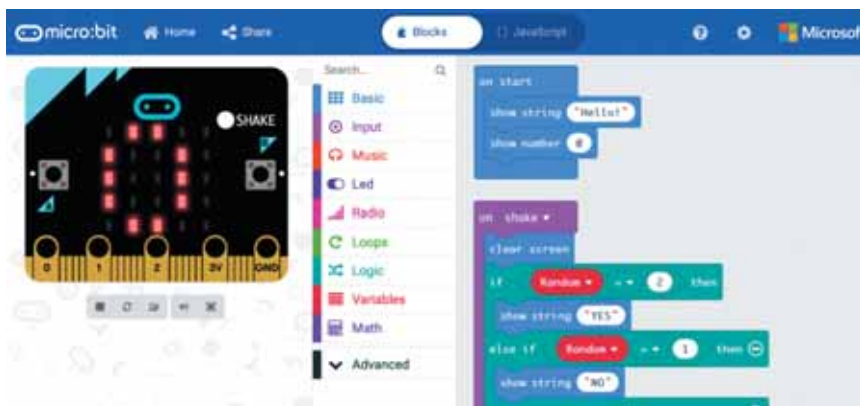 micro:bit Home Share Blocks {} JavaScript Microsof
SHAKE
0 1 2 3V GND
Search...
Basic
Input
Music
Led
Radio
Loops
Logic
Variables
Math
Advanced
on start
show string "Hello!"
show number 0
on shake
clear screen
if Random = 2 then
show string "YES"
else if Random = 1 then
show string "NO"